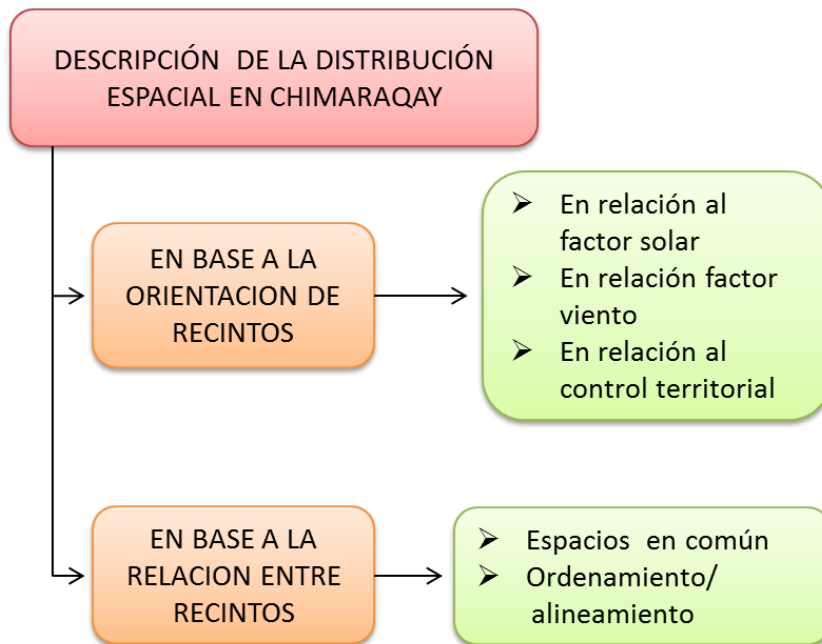 DESCRIPCIÓN DE LA DISTRIBUCIÓN
ESPACIAL EN CHIMARAQAY
EN BASE A LA
ORIENTACION DE
RECINTOS
➢ En relación al
factor solar
➢ En relación factor
viento
➢ En relación al
control territorial
EN BASE A LA
RELACION ENTRE
RECINTOS
➢ Espacios en común
➢ Ordenamiento/
alineamiento